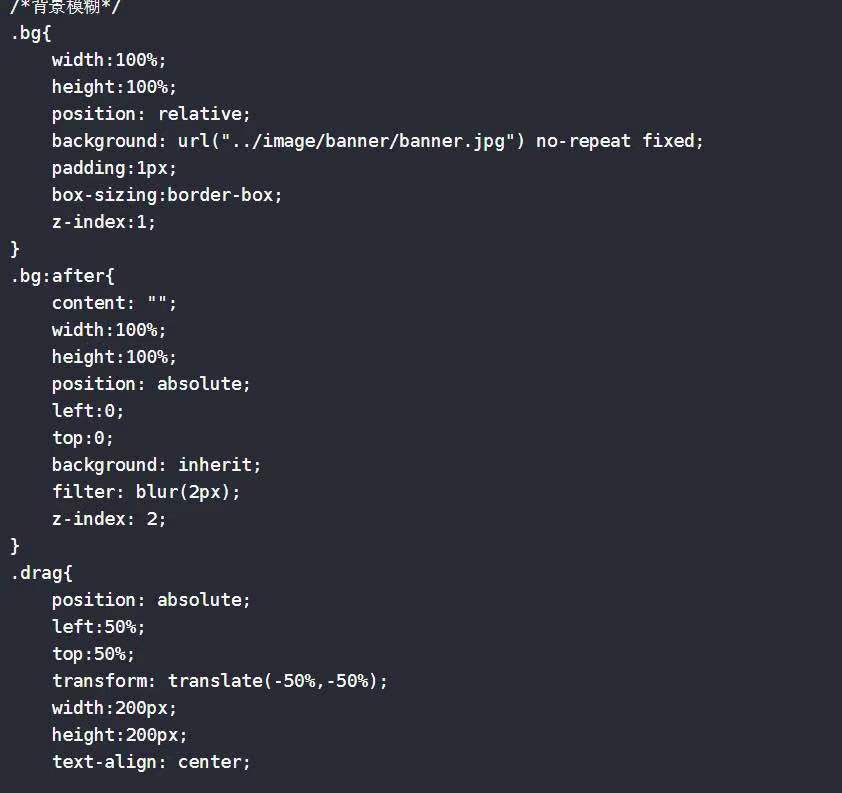 /*背景模糊*/
.bg{
    width:100%;
    height:100%;
    position: relative;
    background: url("../image/banner/banner.jpg") no-repeat fixed;
    padding:1px;
    box-sizing:border-box;
    z-index:1;
}
.bg:after{
    content: "";
    width:100%;
    height:100%;
    position: absolute;
    left:0;
    top:0;
    background: inherit;
    filter: blur(2px);
    z-index: 2;
}
.drag{
    position: absolute;
    left:50%;
    top:50%;
    transform: translate(-50%,-50%);
    width:200px;
    height:200px;
    text-align: center;